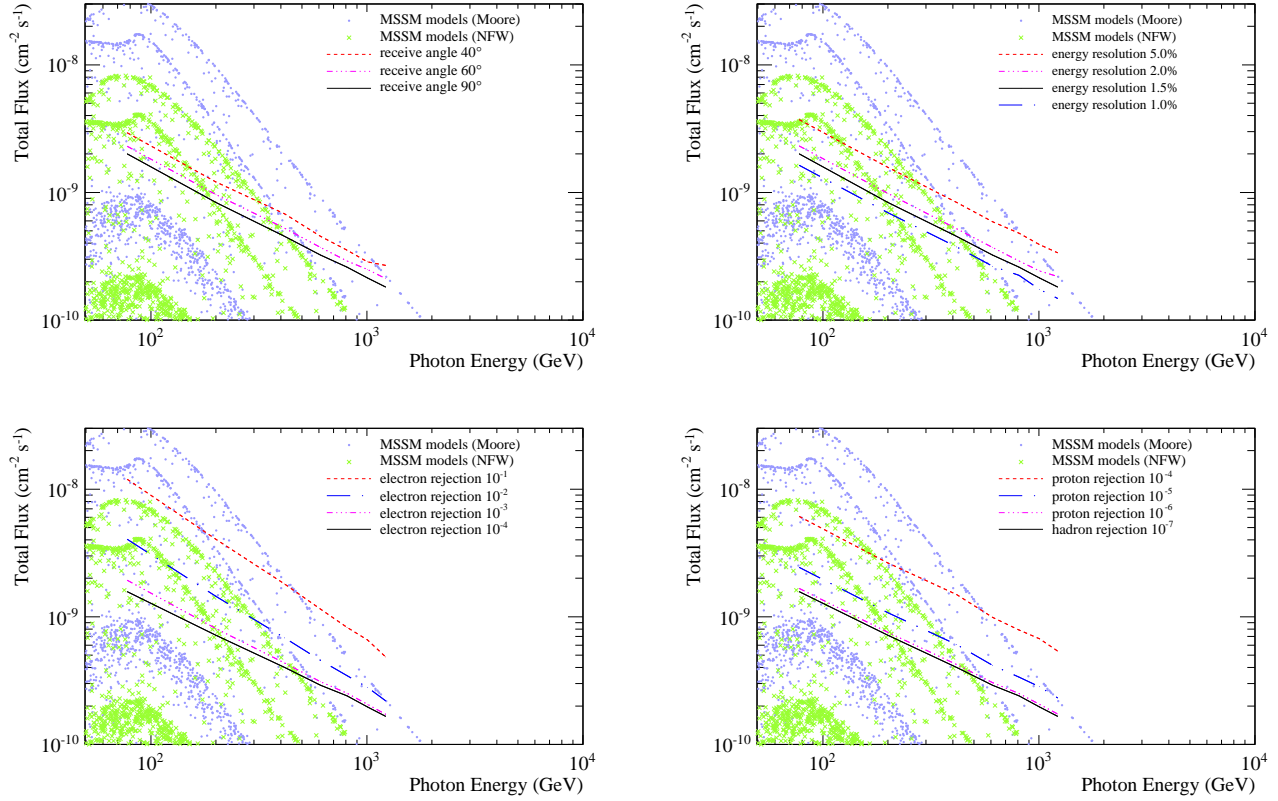 Total Flux (cm⁻² s⁻¹)
10⁻⁸
10⁻⁹
10⁻¹⁰
MSSM models (Moore)
MSSM models (NFW)
receive angle 40°
receive angle 60°
receive angle 90°
10²
10³
10⁴
Photon Energy (GeV)
Total Flux (cm⁻² s⁻¹)
10⁻⁸
10⁻⁹
10⁻¹⁰
MSSM models (Moore)
MSSM models (NFW)
energy resolution 5.0%
energy resolution 2.0%
energy resolution 1.5%
energy resolution 1.0%
10²
10³
10⁴
Photon Energy (GeV)
Total Flux (cm⁻² s⁻¹)
10⁻⁸
10⁻⁹
10⁻¹⁰
MSSM models (Moore)
MSSM models (NFW)
electron rejection 10⁻¹
electron rejection 10⁻²
electron rejection 10⁻³
electron rejection 10⁻⁴
10²
10³
10⁴
Photon Energy (GeV)
Total Flux (cm⁻² s⁻¹)
10⁻⁸
10⁻⁹
10⁻¹⁰
MSSM models (Moore)
MSSM models (NFW)
proton rejection 10⁻⁴
proton rejection 10⁻⁵
proton rejection 10⁻⁶
hadron rejection 10⁻⁷
10²
10³
10⁴
Photon Energy (GeV)